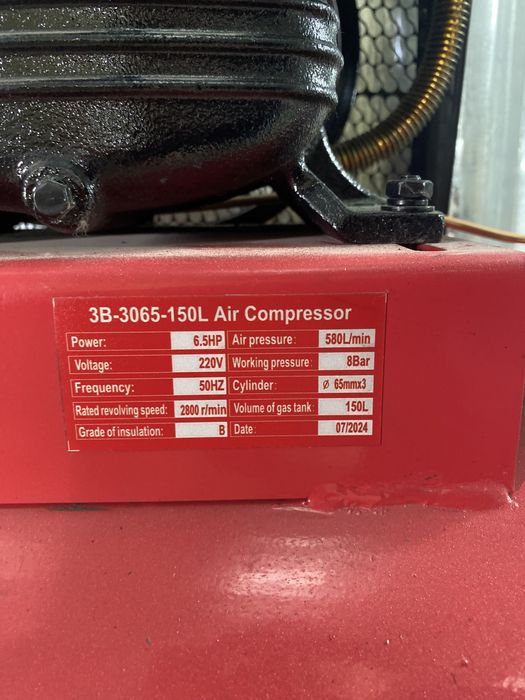 3B-3065-150L Air Compressor
Power: 6.5HP Air pressure: 580L/min
Voltage: 220V Working pressure: 8Bar
Frequency: 50HZ Cylinder: Ø 65mmx3
Rated revolving speed: 2800 r/min Volume of gas tank: 150L
Grade of insulation: B Date: 07/2024